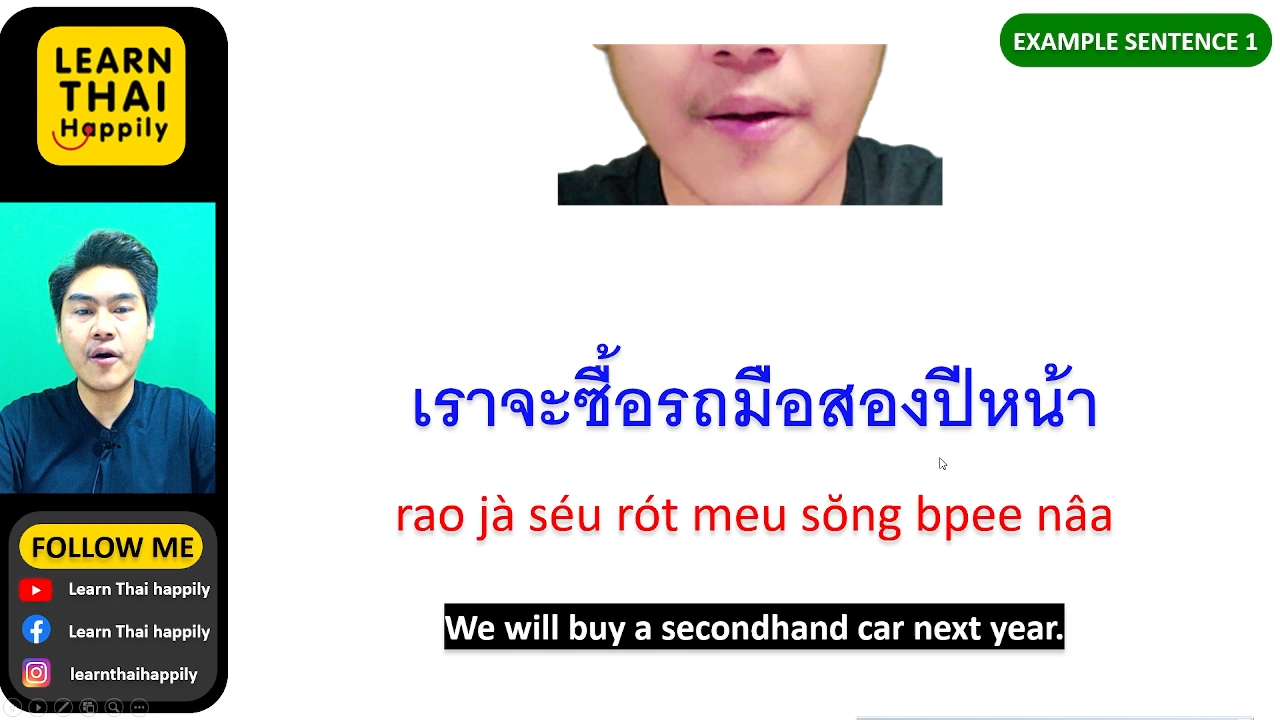 LEARN
THAI
Happily
EXAMPLE SENTENCE 1
เราจะซื้อรถมือสองปีหน้า
rao jà séu rót meu sŏng bpee nâa
We will buy a secondhand car next year.
FOLLOW ME
Learn Thai happily
Learn Thai happily
learnthaihappily